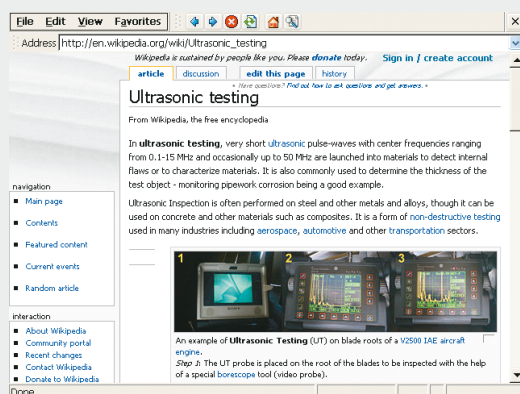 File Edit View Favorites
Address http://en.wikipedia.org/wiki/Ultrasonic_testing
Wikipedia is sustained by people like you. Please donate today. Sign in / create account
article discussion edit this page history
• Have questions? Find out how to ask questions and get answers. •
Ultrasonic testing
From Wikipedia, the free encyclopedia
In ultrasonic testing, very short ultrasonic pulse-waves with center frequencies ranging
from 0.1-15 MHz and occasionally up to 50 MHz are launched into materials to detect internal
flaws or to characterize materials. It is also commonly used to determine the thickness of the
test object - monitoring pipework corrosion being a good example.
Ultrasonic Inspection is often performed on steel and other metals and alloys, though it can be
used on concrete and other materials such as composites. It is a form of non-destructive testing
used in many industries including aerospace, automotive and other transportation sectors.
navigation
Main page
Contents
Featured content
Current events
Random article
interaction
About Wikipedia
Community portal
Recent changes
Contact Wikipedia
Donate to Wikipedia
1 2 3
An example of Ultrasonic Testing (UT) on blade roots of a V2500 IAE aircraft
engine.
Step 1: The UT probe is placed on the root of the blades to be inspected with the help
of a special borescope tool (video probe).
Done